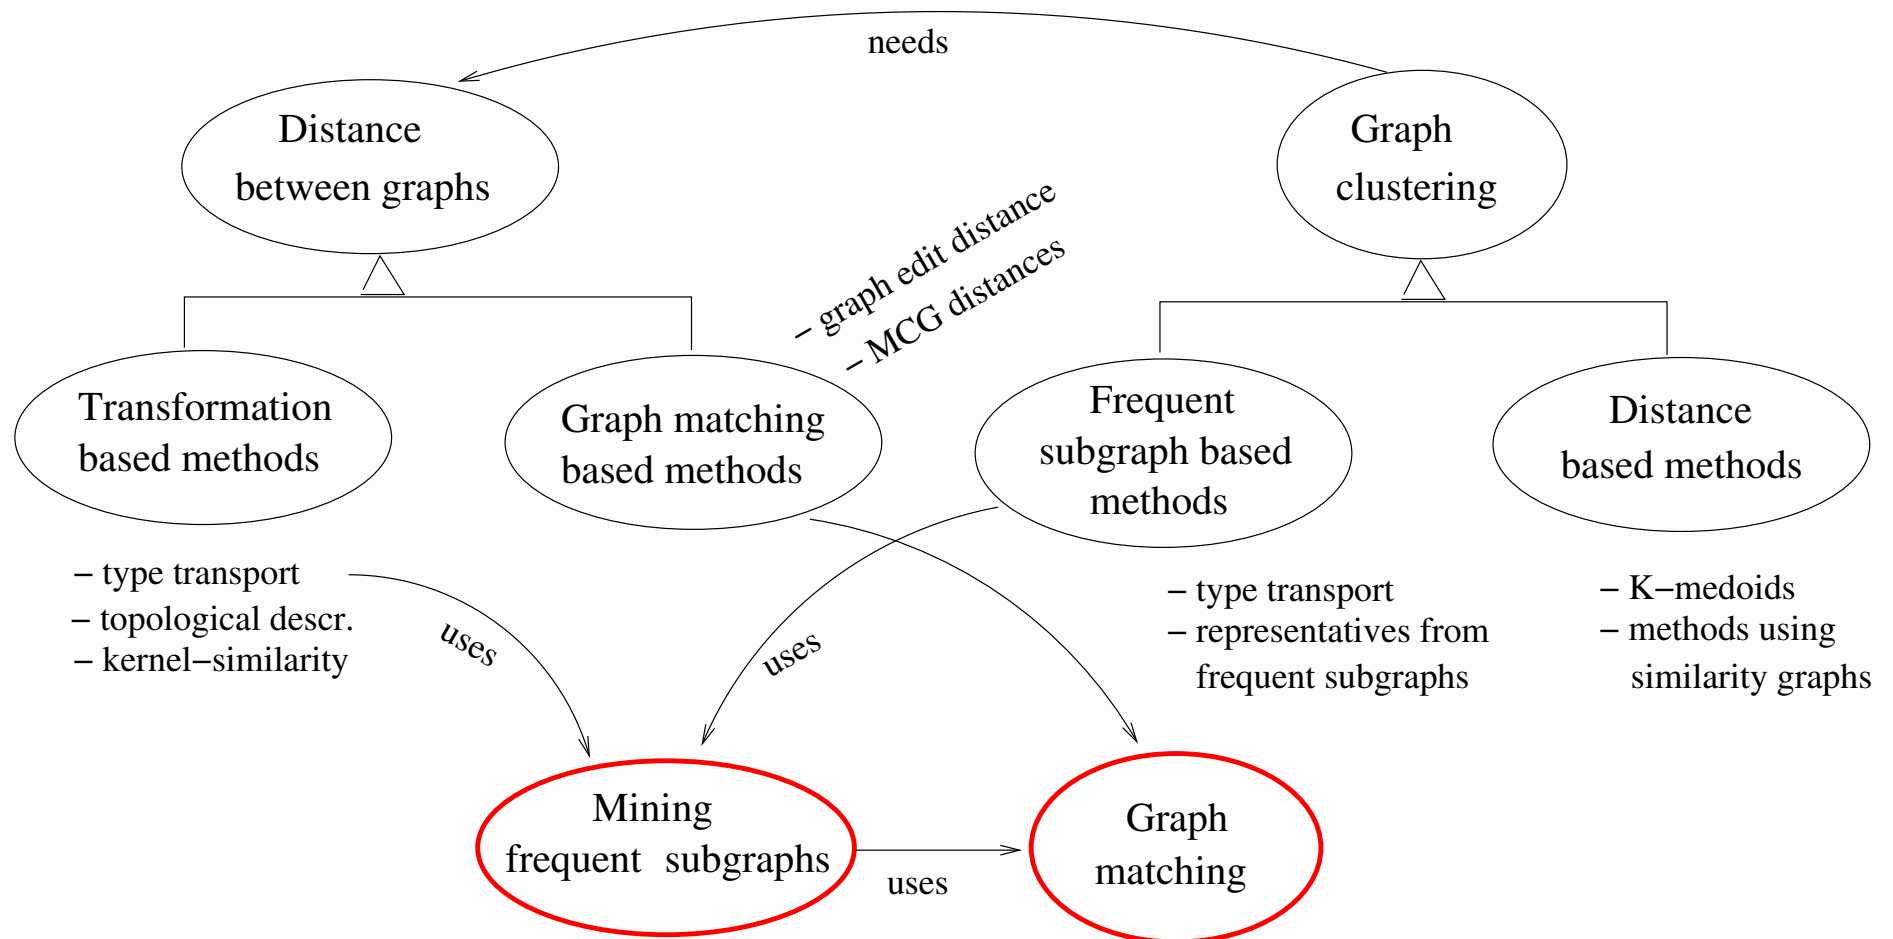 needs
Distance
between graphs
Graph
clustering
– graph edit distance
– MCG distances
Transformation
based methods
Graph matching
based methods
Frequent
subgraph based
methods
Distance
based methods
– type transport
– topological descr.
– kernel–similarity
uses
uses
– type transport
– representatives from
frequent subgraphs
– K–medoids
– methods using
similarity graphs
Mining
frequent subgraphs
uses
Graph
matching